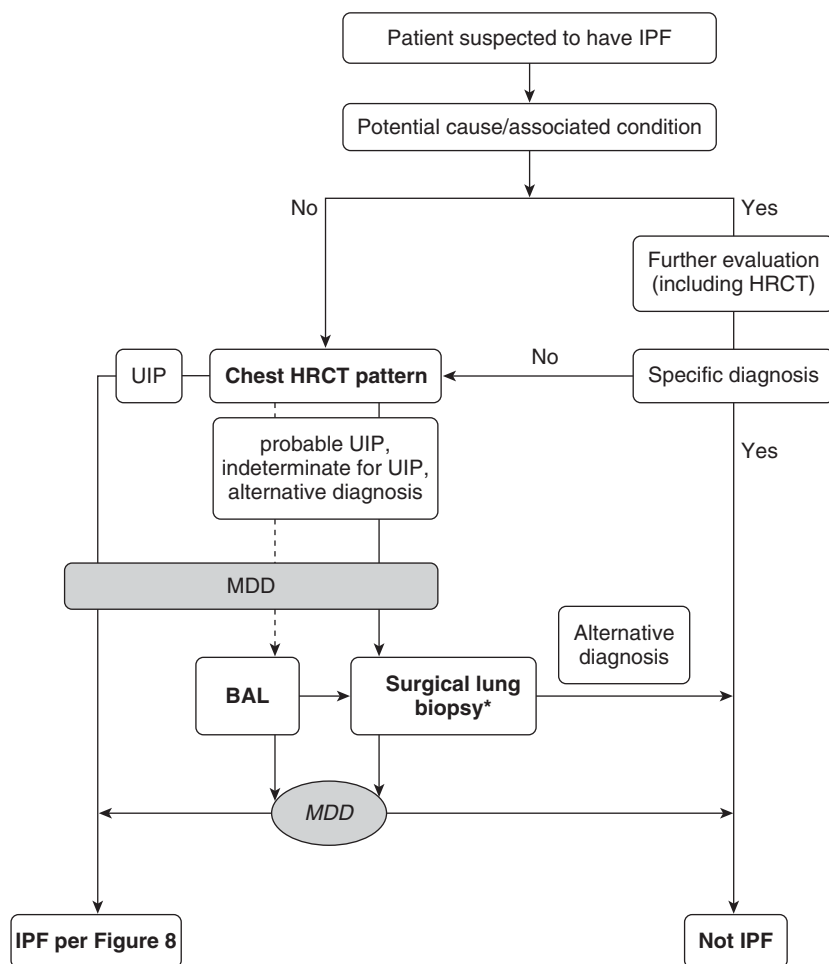 Patient suspected to have IPF
Potential cause/associated condition
No
Yes
Further evaluation
(including HRCT)
UIP
Chest HRCT pattern
No
Specific diagnosis
probable UIP,
indeterminate for UIP,
alternative diagnosis
Yes
MDD
Alternative
diagnosis
BAL
Surgical lung
biopsy*
MDD
IPF per Figure 8
Not IPF